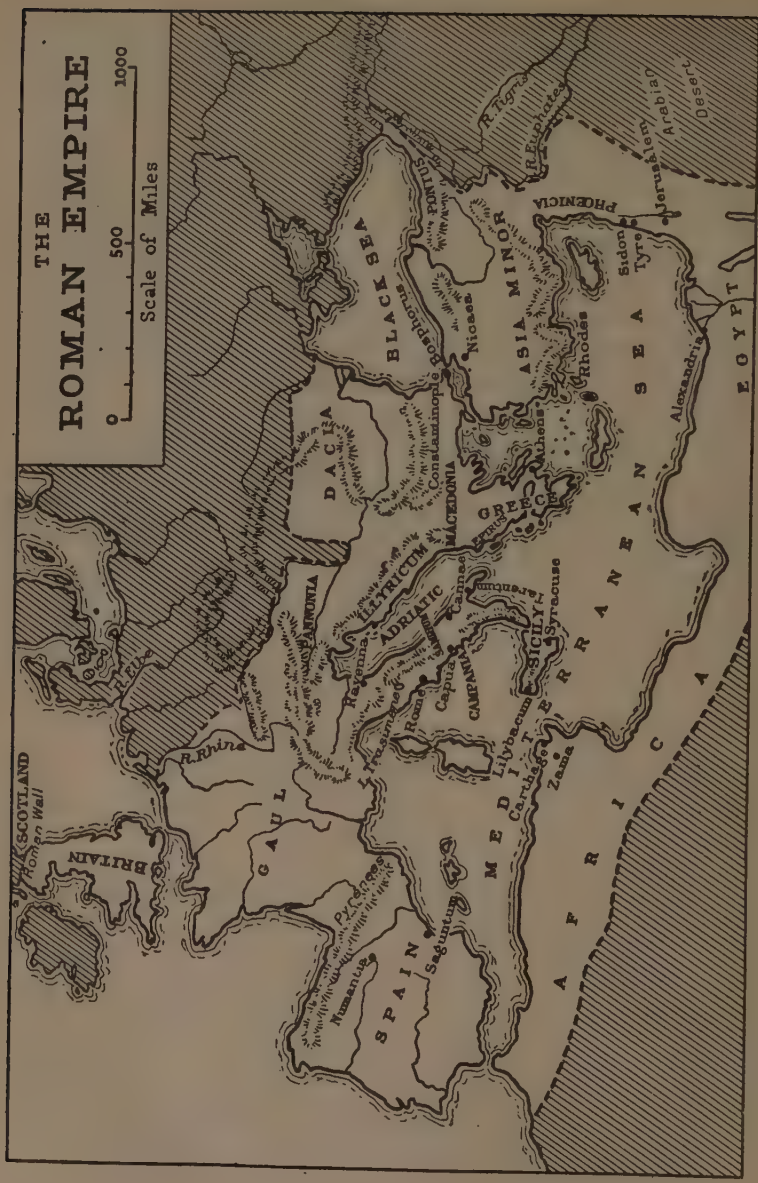 THE
ROMAN EMPIRE
0 500 1000
Scale of Miles
SCOTLAND
Roman Wall
BRITAIN
R. Elbe
R. Rhine
GAUL
Pyrenees
Numantia
SPAIN
Saguntum
PANNONIA
DACIA
ILLYRICUM
ADRIATIC
Ravenna
L. Trasimeno
Rome
Capua
CAMPANIA
Cannae
Tarentum
SICILY
Syracuse
Lilybaeum
Carthage
Zama
MEDITERRANEAN SEA
AFRICA
MACEDONIA
EPIRUS
GREECE
Athens
Constantinople
Bosphorus
BLACK SEA
Nicaea
PONTUS
ASIA MINOR
Rhodes
R. Tigris
R. Euphrates
PHOENICIA
Sidon
Tyre
Jerusalem
Arabian
Desert
Alexandria
EGYPT